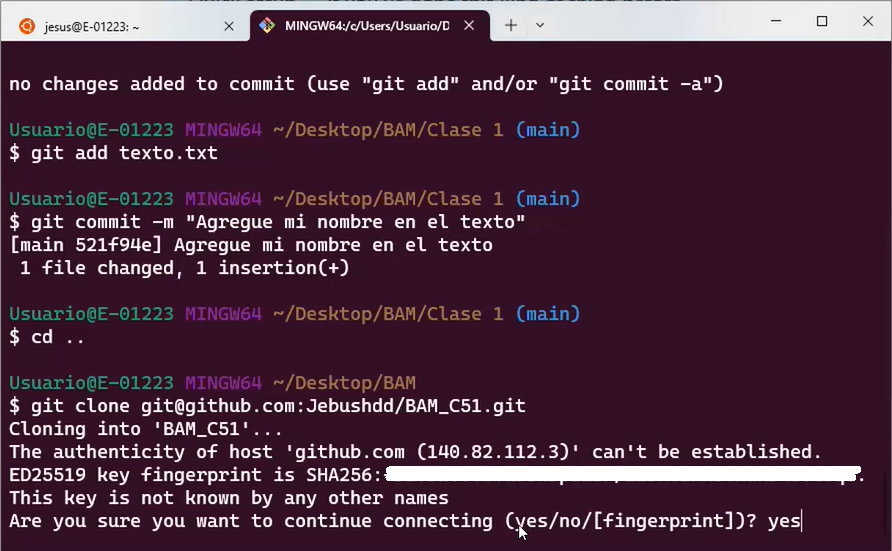 jesus@E-01223: ~
MINGW64:/c/Users/Usuario/D
no changes added to commit (use "git add" and/or "git commit -a")
Usuario@E-01223 MINGW64 ~/Desktop/BAM/Clase 1 (main)
$ git add texto.txt
Usuario@E-01223 MINGW64 ~/Desktop/BAM/Clase 1 (main)
$ git commit -m "Agregue mi nombre en el texto"
[main 521f94e] Agregue mi nombre en el texto
1 file changed, 1 insertion(+)
Usuario@E-01223 MINGW64 ~/Desktop/BAM/Clase 1 (main)
$ cd ..
Usuario@E-01223 MINGW64 ~/Desktop/BAM
$ git clone git@github.com:Jebushdd/BAM_C51.git
Cloning into 'BAM_C51'...
The authenticity of host 'github.com (140.82.112.3)' can't be established.
ED25519 key fingerprint is SHA256:
This key is not known by any other names
Are you sure you want to continue connecting (yes/no/[fingerprint])? yes